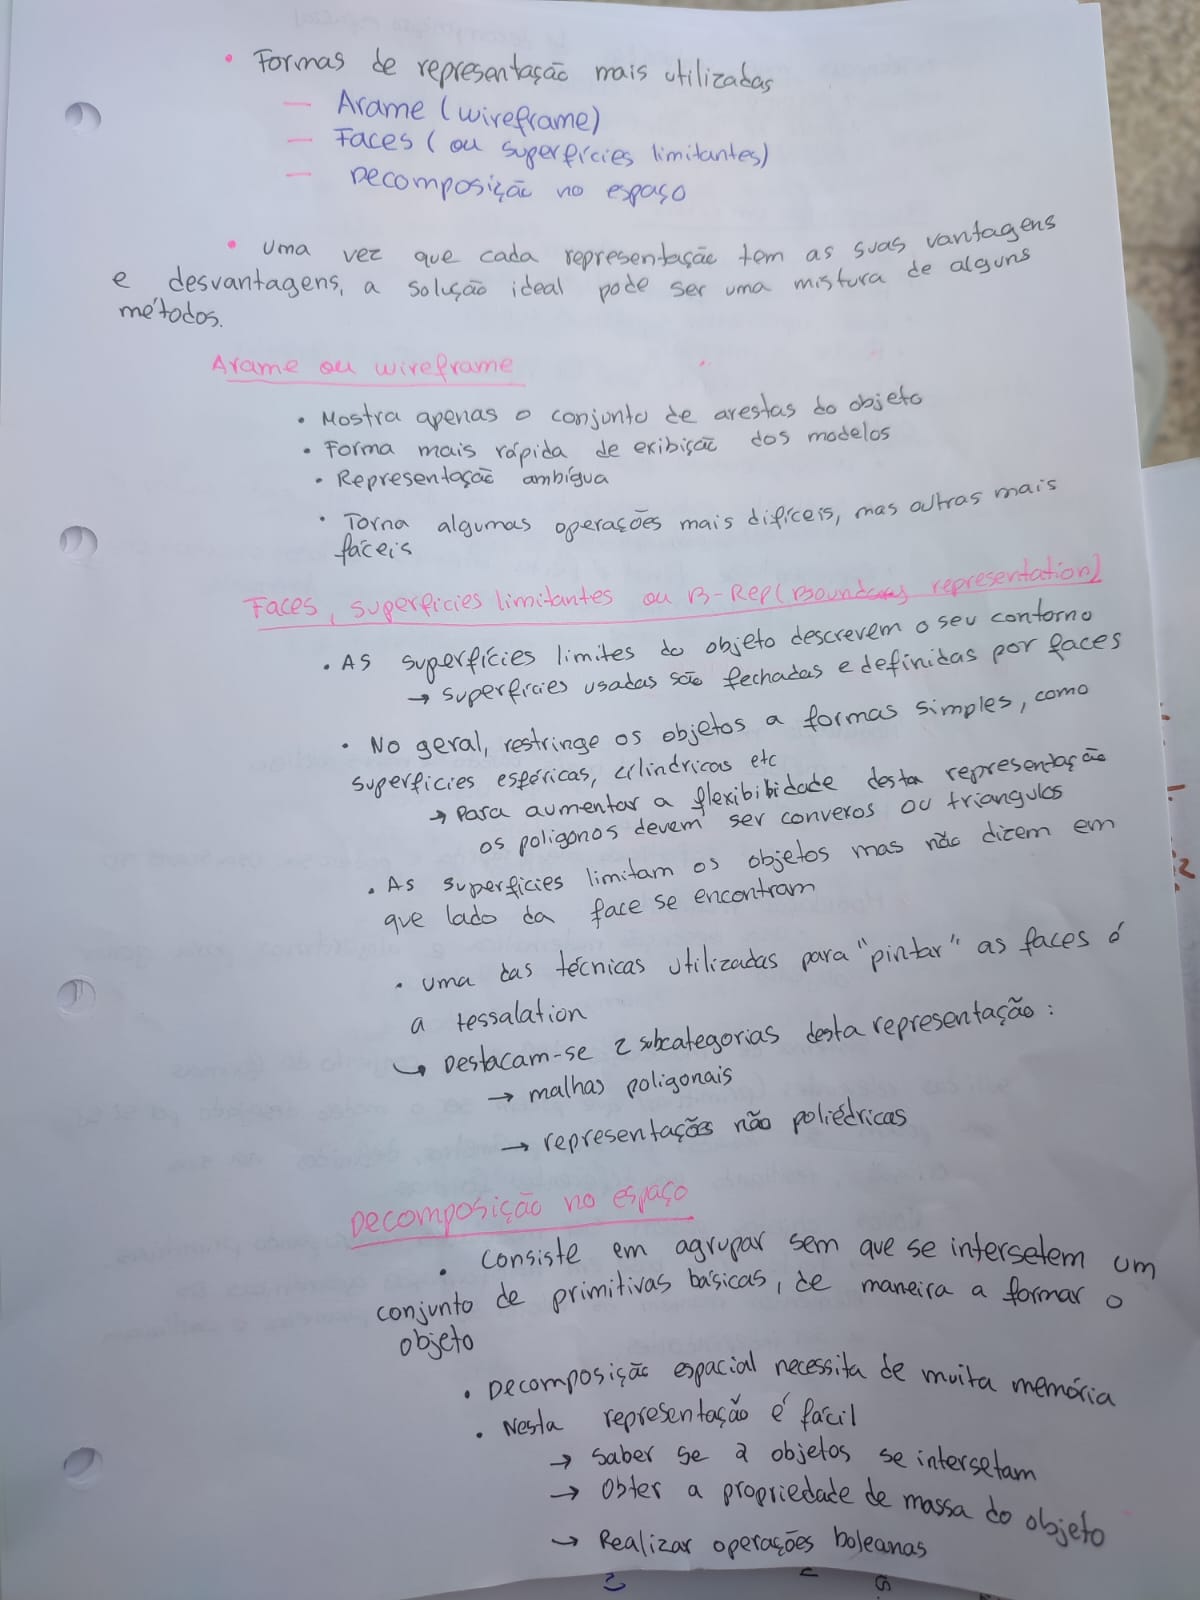 • Formas de representação mais utilizadas
— Arame (wireframe)
— Faces (ou superfícies limitantes)
— Decomposição no espaço
• Uma vez que cada representação tem as suas vantagens
e desvantagens, a solução ideal pode ser uma mistura de alguns
métodos.
Arame ou wireframe
• Mostra apenas o conjunto de arestas do objeto
• Forma mais rápida de exibição dos modelos
• Representação ambígua
• Torna algumas operações mais difíceis, mas outras mais
fáceis
Faces, superfícies limitantes ou B-Rep (Boundary representation)
• As superfícies limites do objeto descrevem o seu contorno
→ superfícies usadas são fechadas e definidas por faces
• No geral, restringe os objetos a formas simples, como
superficies esféricas, cilindricas etc
→ Para aumentar a flexibibidade desta representação
os poligonos devem ser convexos ou triangulos
• As superficies limitam os objetos mas não dizem em
que lado da face se encontram
• uma das técnicas utilizadas para "pintar" as faces é
a tessalation
↳ Destacam-se 2 subcategorias desta representação:
→ malhas poligonais
→ representações não poliédricas
Decomposição no espaço
• Consiste em agrupar sem que se intersetem um
conjunto de primitivas básicas, de maneira a formar o
objeto
• Decomposição espacial necessita de muita memória
• Nesta representação é fácil
→ Saber se 2 objetos se intersetam
→ Obter a propriedade de massa do objeto
→ Realizar operações boleanas